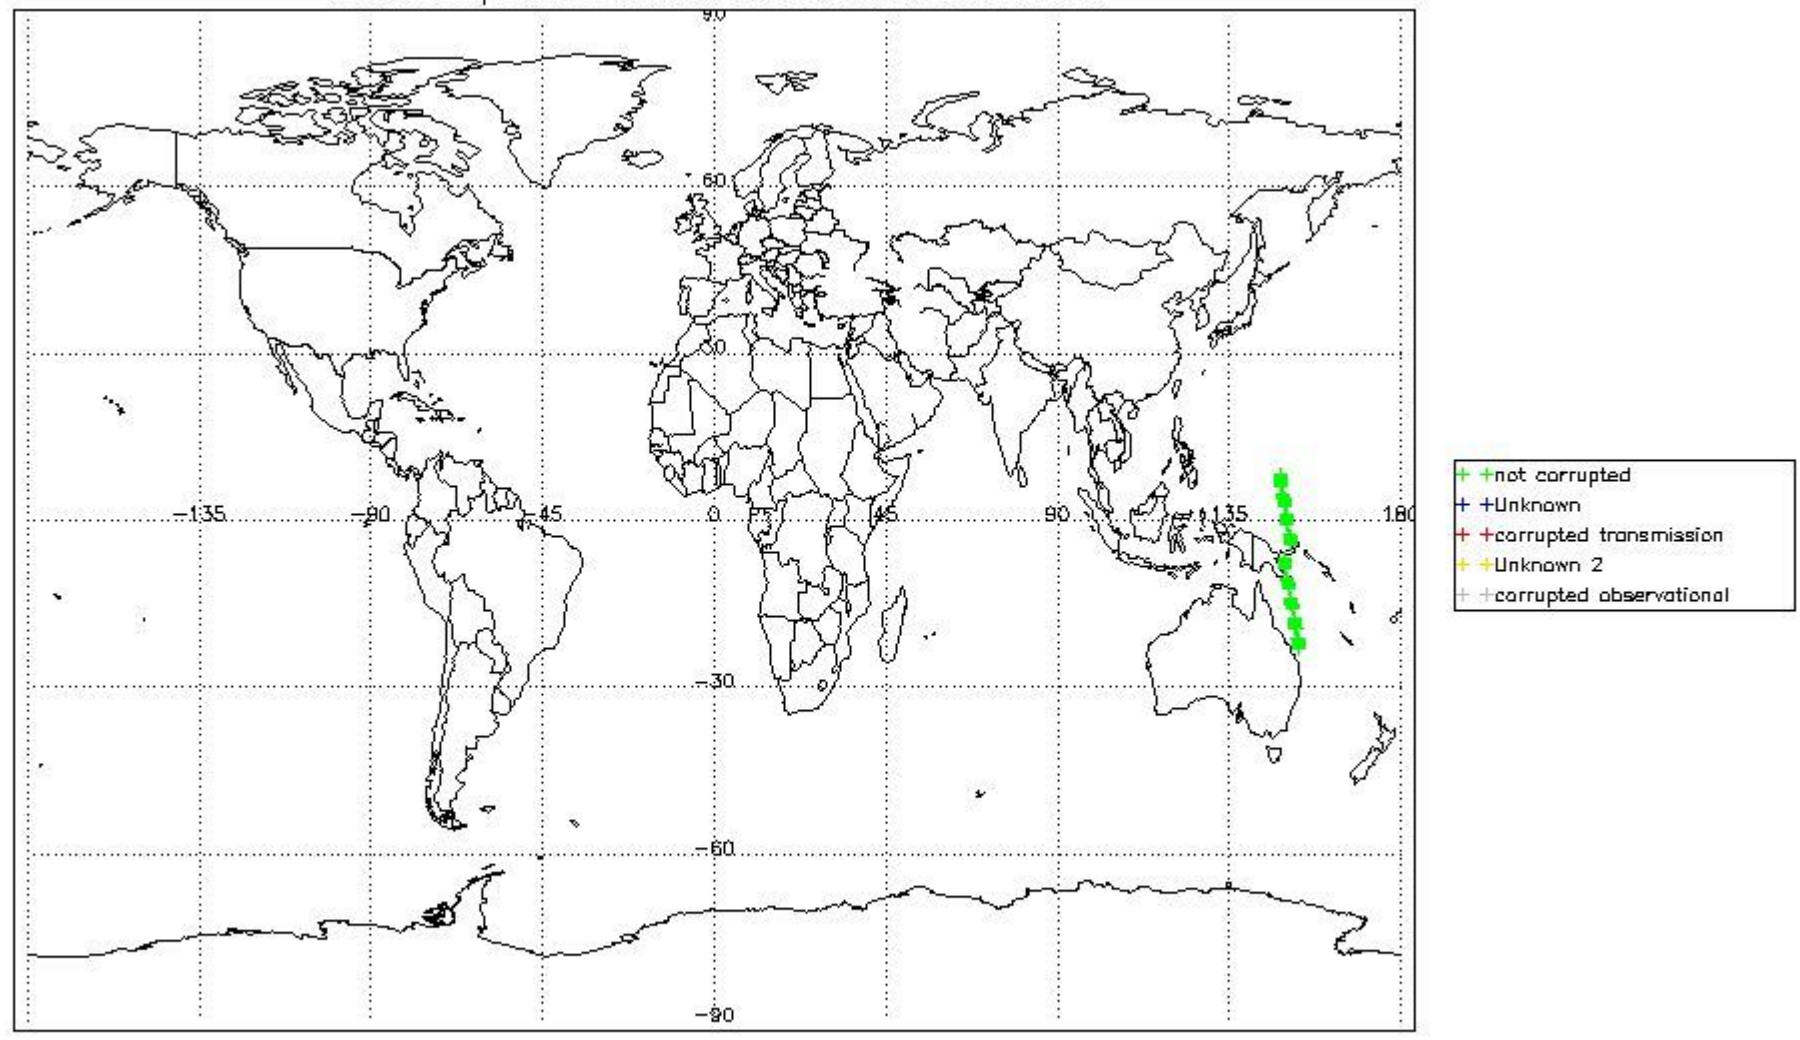 90
60
30
-135 -90 -45 0 45 90 135 180
-30
-60
-90
not corrupted
Unknown
corrupted transmission
Unknown 2
corrupted observational